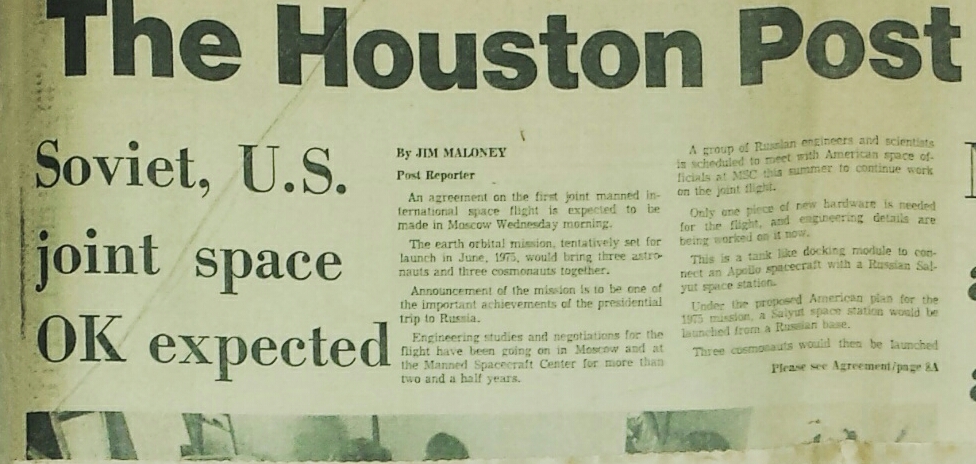 The Houston Post
Soviet, U.S.
joint space
OK expected
By JIM MALONEY
Post Reporter
An agreement on the first joint manned in-
ternational space flight is expected to be
made in Moscow Wednesday morning.
The earth orbital mission, tentatively set for
launch in June, 1975, would bring three astro-
nauts and three cosmonauts together.
Announcement of the mission is to be one of
the important achievements of the presidential
trip to Russia.
Engineering studies and negotiations for the
flight have been going on in Moscow and at
the Manned Spacecraft Center for more than
two and a half years.
A group of Russian engineers and scientists
is scheduled to meet with American space of-
ficials at MSC this summer to continue work
on the joint flight.
Only one piece of new hardware is needed
for the flight, and engineering details are
being worked on it now.
This is a tank like docking module to con-
nect an Apollo spacecraft with a Russian Sal-
yut space station.
Under the proposed American plan for the
1975 mission, a Salyut space station would be
launched from a Russian base.
Three cosmonauts would then be launched
Please see Agreement/page 8A